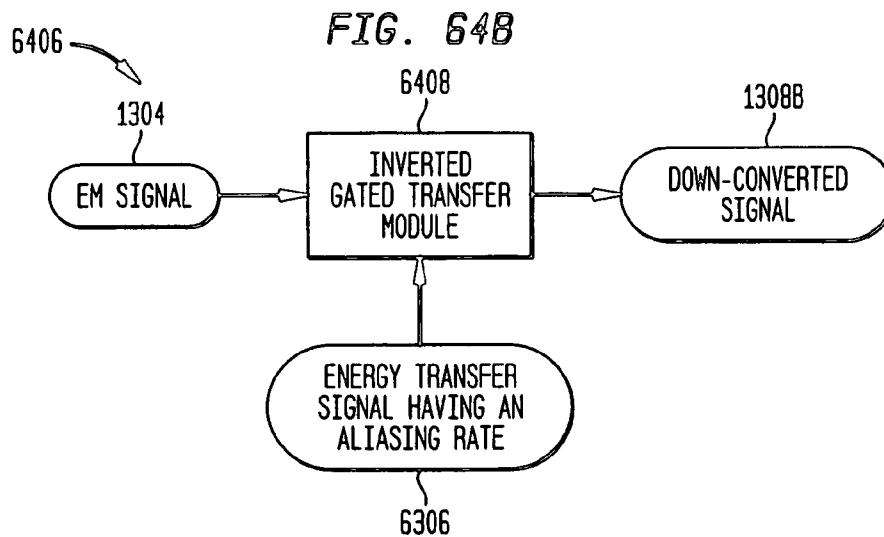 FIG. 64B
6406
1304
6408
1308B
EM SIGNAL
INVERTED
GATED TRANSFER
MODULE
DOWN-CONVERTED
SIGNAL
ENERGY TRANSFER
SIGNAL HAVING AN
ALIASING RATE
6306